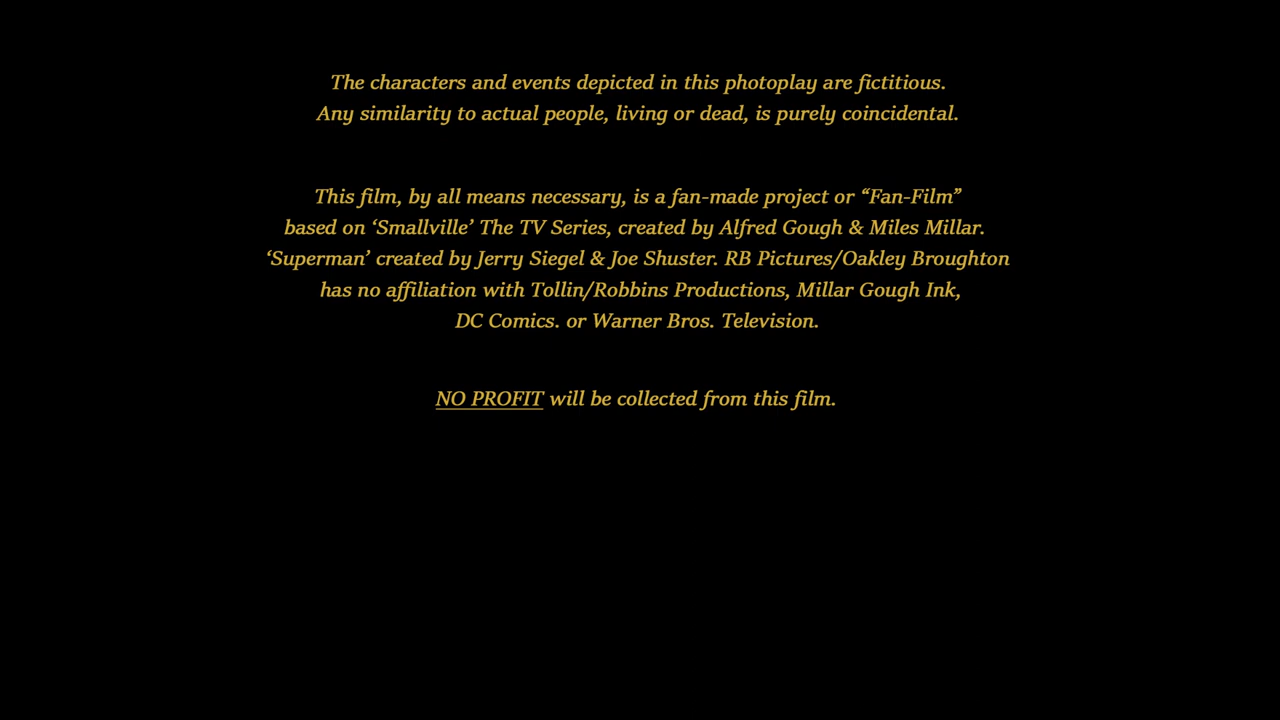 The characters and events depicted in this photoplay are fictitious.
Any similarity to actual people, living or dead, is purely coincidental.
This film, by all means necessary, is a fan-made project or “Fan-Film”
based on ‘Smallville’ The TV Series, created by Alfred Gough & Miles Millar.
‘Superman’ created by Jerry Siegel & Joe Shuster. RB Pictures/Oakley Broughton
has no affiliation with Tollin/Robbins Productions, Millar Gough Ink,
DC Comics. or Warner Bros. Television.
NO PROFIT will be collected from this film.